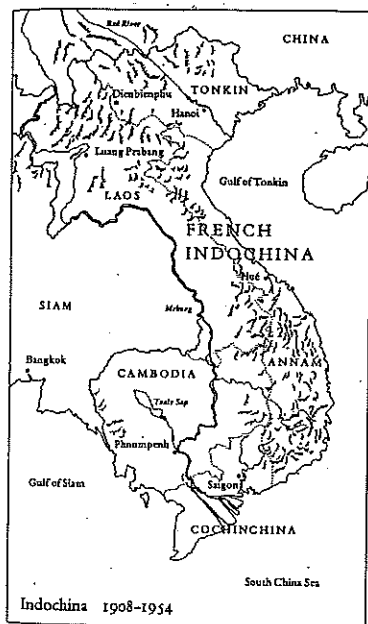 Red River
CHINA
Dienbienphu
TONKIN
Hanoi
Luang Prabang
Gulf of Tonkin
LAOS
FRENCH
INDOCHINA
Hué
SIAM
Mekong
ANNAM
Bangkok
CAMBODIA
Tonle Sap
Phnumpenh
Gulf of Siam
Saigon
COCHINCHINA
South China Sea
Indochina 1908-1954